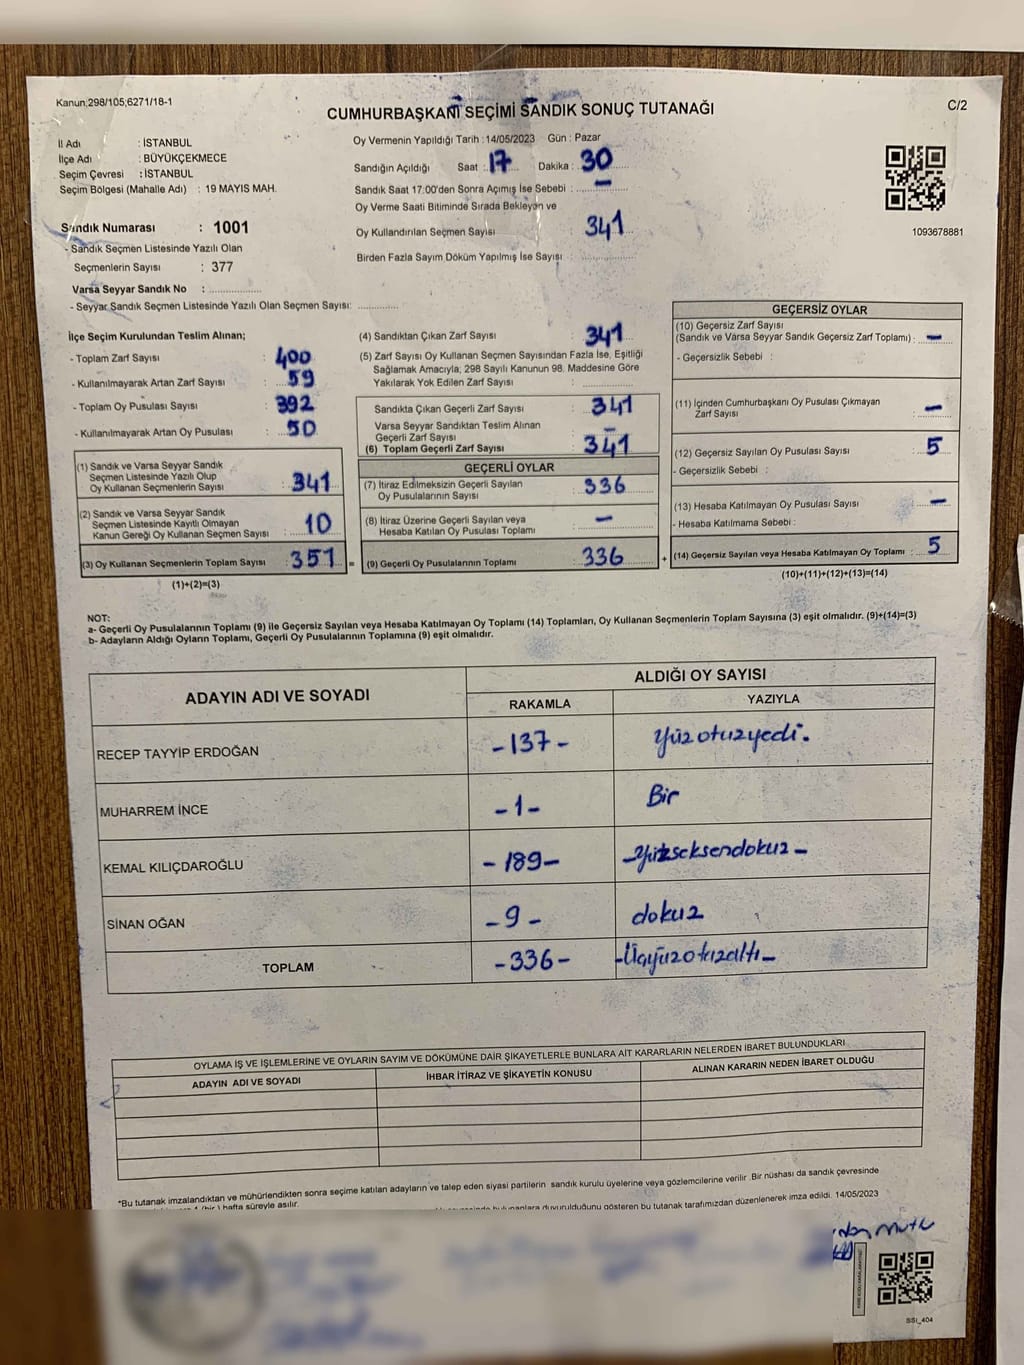 Kanun;298/105;6271/18-1
C/2
CUMHURBAŞKANI SEÇİMİ SANDIK SONUÇ TUTANAĞI
İl Adı : İSTANBUL
İlçe Adı : BÜYÜKÇEKMECE
Seçim Çevresi : İSTANBUL
Seçim Bölgesi (Mahalle Adı) : 19 MAYIS MAH.
Oy Vermenin Yapıldığı Tarih : 14/05/2023 Gün : Pazar
Sandığın Açıldığı Saat : 17 Dakika : 30
Sandık Saat 17.00'den Sonra Açımış İse Sebebi : —
Oy Verme Saati Bitiminde Sırada Bekleyen ve
Oy Kullandırılan Seçmen Sayısı 341
Birden Fazla Sayım Döküm Yapılmış İse Sayısı :
1093678881
Sandık Numarası : 1001
- Sandık Seçmen Listesinde Yazılı Olan
Seçmenlerin Sayısı : 377
Varsa Seyyar Sandık No :
- Seyyar Sandık Seçmen Listesinde Yazılı Olan Seçmen Sayısı:
İlçe Seçim Kurulundan Teslim Alınan;
- Toplam Zarf Sayısı : 400
- Kullanılmayarak Artan Zarf Sayısı : 59
- Toplam Oy Pusulası Sayısı : 392
- Kullanılmayarak Artan Oy Pusulası : 50
(1) Sandık ve Varsa Seyyar Sandık
Seçmen Listesinde Yazılı Olup
Oy Kullanan Seçmenlerin Sayısı : 341
(2) Sandık ve Varsa Seyyar Sandık
Seçmen Listesinde Kayıtlı Olmayan
Kanun Gereği Oy Kullanan Seçmen Sayısı : 10
(3) Oy Kullanan Seçmenlerin Toplam Sayısı : 351 =
(1)+(2)=(3)
(4) Sandıktan Çıkan Zarf Sayısı : 341
(5) Zarf Sayısı Oy Kullanan Seçmen Sayısından Fazla İse, Eşitliği
Sağlamak Amacıyla; 298 Sayılı Kanunun 98. Maddesine Göre
Yakılarak Yok Edilen Zarf Sayısı :
Sandıkta Çıkan Geçerli Zarf Sayısı : 341
Varsa Seyyar Sandıktan Teslim Alınan
Geçerli Zarf Sayısı : —
(6) Toplam Geçerli Zarf Sayısı : 341
GEÇERLİ OYLAR
(7) İtiraz Edilmeksizin Geçerli Sayılan
Oy Pusulalarının Sayısı : 336
(8) İtiraz Üzerine Geçerli Sayılan veya
Hesaba Katılan Oy Pusulası Toplamı : —
(9) Geçerli Oy Pusulalarının Toplamı : 336 +
GEÇERSİZ OYLAR
(10) Geçersiz Zarf Sayısı
(Sandık ve Varsa Seyyar Sandık Geçersiz Zarf Toplamı) : —
- Geçersizlik Sebebi :
(11) İçinden Cumhurbaşkanı Oy Pusulası Çıkmayan
Zarf Sayısı : —
(12) Geçersiz Sayılan Oy Pusulası Sayısı : 5
- Geçersizlik Sebebi :
(13) Hesaba Katılmayan Oy Pusulası Sayısı : —
- Hesaba Katılmama Sebebi :
(14) Geçersiz Sayılan veya Hesaba Katılmayan Oy Toplamı : 5
(10)+(11)+(12)+(13)=(14)
NOT:
a- Geçerli Oy Pusulalarının Toplamı (9) ile Geçersiz Sayılan veya Hesaba Katılmayan Oy Toplamı (14) Toplamları, Oy Kullanan Seçmenlerin Toplam Sayısına (3) eşit olmalıdır. (9)+(14)=(3)
b- Adayların Aldığı Oyların Toplamı, Geçerli Oy Pusulalarının Toplamına (9) eşit olmalıdır.
ADAYIN ADI VE SOYADI ALDIĞI OY SAYISI
RAKAMLA YAZIYLA
RECEP TAYYİP ERDOĞAN -137- Yüzotuzyedi.
MUHARREM İNCE -1- Bir
KEMAL KILIÇDAROĞLU -189- -Yüzseksendokuz-
SİNAN OĞAN -9- dokuz
TOPLAM -336- -Üçyüzotuzaltı-
OYLAMA İŞ VE İŞLEMLERİNE VE OYLARIN SAYIM VE DÖKÜMÜNE DAİR ŞİKAYETLERLE BUNLARA AİT KARARLARIN NELERDEN İBARET BULUNDUKLARI
ADAYIN ADI VE SOYADI İHBAR İTİRAZ VE ŞİKAYETİN KONUSU ALINAN KARARIN NEDEN İBARET OLDUĞU
*Bu tutanak imzalandıktan ve mühürlendikten sonra seçime katılan adayların ve talep eden siyasi partilerin sandık kurulu üyelerine veya gözlemcilerine verilir .Bir nüshası da sandık çevresinde
hafta süreyle asılır. bulunanlara duyurulduğunu gösteren bu tutanak tarafımızdan düzenlenerek imza edildi. 14/05/2023
SSI_404